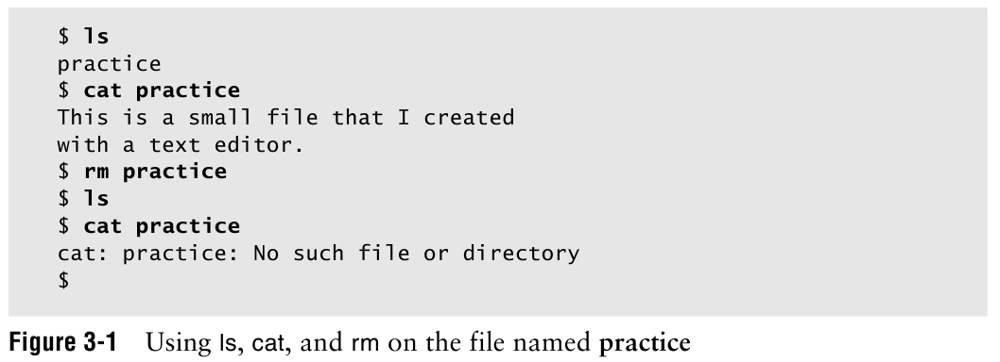 $ ls
practice
$ cat practice
This is a small file that I created
with a text editor.
$ rm practice
$ ls
$ cat practice
cat: practice: No such file or directory
$
Figure 3-1 Using ls, cat, and rm on the file named practice